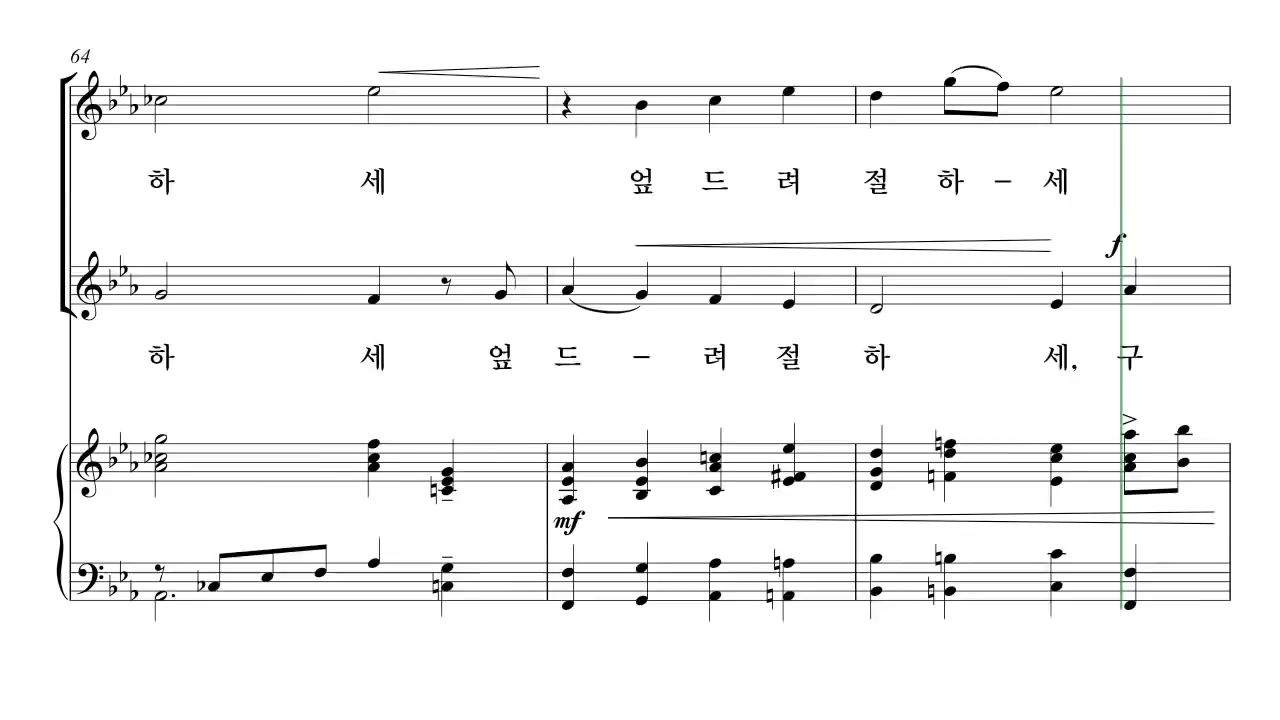 64
하 세 엎 드 려 절 하 – 세
f
하 세 엎 드 – 려 절 하 세, 구
mf